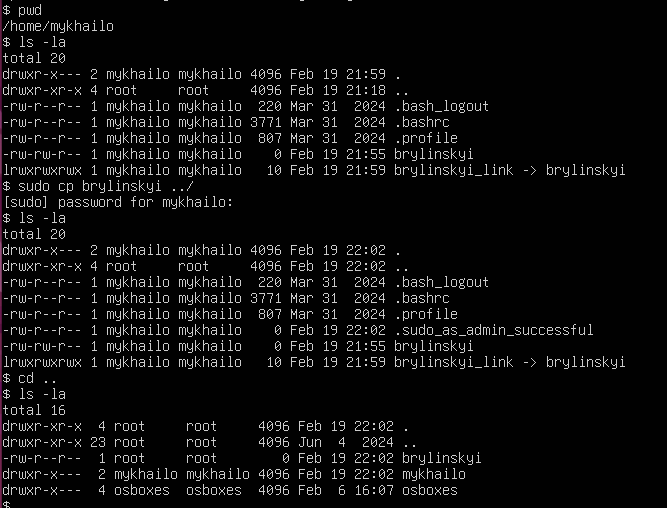 $ pwd
/home/mykhailo
$ ls -la
total 20
drwxr-x--- 2 mykhailo mykhailo 4096 Feb 19 21:59 .
drwxr-xr-x 4 root     root     4096 Feb 19 21:18 ..
-rw-r--r-- 1 mykhailo mykhailo  220 Mar 31  2024 .bash_logout
-rw-r--r-- 1 mykhailo mykhailo 3771 Mar 31  2024 .bashrc
-rw-r--r-- 1 mykhailo mykhailo  807 Mar 31  2024 .profile
-rw-rw-r-- 1 mykhailo mykhailo    0 Feb 19 21:55 brylinskyi
lrwxrwxrwx 1 mykhailo mykhailo   10 Feb 19 21:59 brylinskyi_link -> brylinskyi
$ sudo cp brylinskyi ../
[sudo] password for mykhailo:
$ ls -la
total 20
drwxr-x--- 2 mykhailo mykhailo 4096 Feb 19 22:02 .
drwxr-xr-x 4 root     root     4096 Feb 19 22:02 ..
-rw-r--r-- 1 mykhailo mykhailo  220 Mar 31  2024 .bash_logout
-rw-r--r-- 1 mykhailo mykhailo 3771 Mar 31  2024 .bashrc
-rw-r--r-- 1 mykhailo mykhailo  807 Mar 31  2024 .profile
-rw-r--r-- 1 mykhailo mykhailo    0 Feb 19 22:02 .sudo_as_admin_successful
-rw-rw-r-- 1 mykhailo mykhailo    0 Feb 19 21:55 brylinskyi
lrwxrwxrwx 1 mykhailo mykhailo   10 Feb 19 21:59 brylinskyi_link -> brylinskyi
$ cd ..
$ ls -la
total 16
drwxr-xr-x  4 root     root     4096 Feb 19 22:02 .
drwxr-xr-x 23 root     root     4096 Jun  4  2024 ..
-rw-r--r--  1 root     root        0 Feb 19 22:02 brylinskyi
drwxr-x---  2 mykhailo mykhailo 4096 Feb 19 22:02 mykhailo
drwxr-x---  4 osboxes  osboxes  4096 Feb  6 16:07 osboxes
$